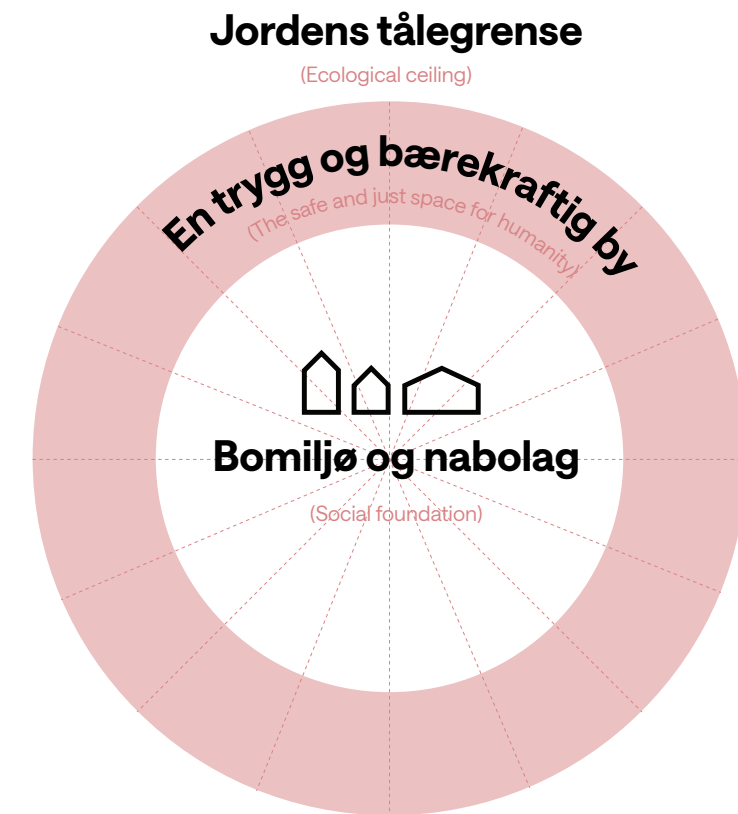 Jordens tålegrense
(Ecological ceiling)
En trygg og bærekraftig by
(The safe and just space for humanity)
Bomiljø og nabolag
(Social foundation)